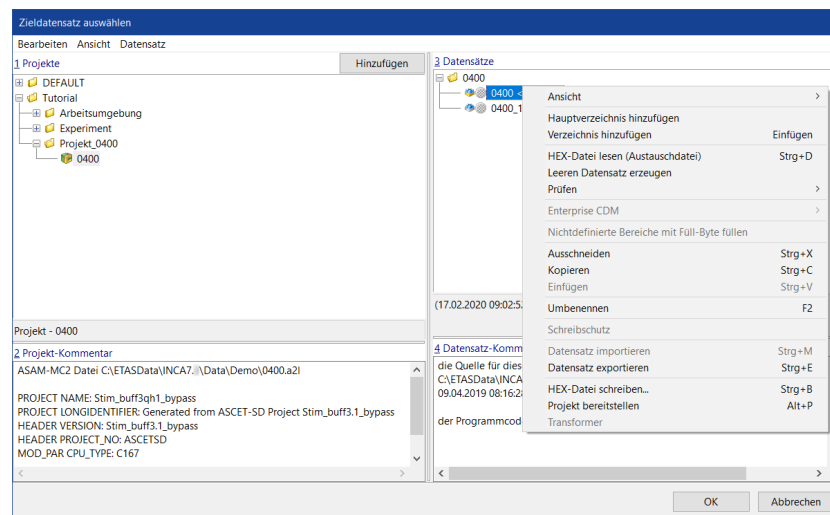 Zieldatensatz auswählen
Bearbeiten Ansicht Datensatz
1 Projekte
Hinzufügen
DEFAULT
Tutorial
Arbeitsumgebung
Experiment
Projekt_0400
0400
Projekt - 0400
2 Projekt-Kommentar
ASAM-MC2 Datei C:\ETASData\INCA7. \Data\Demo\0400.a2l
PROJECT NAME: Stim_buff3qh1_bypass
PROJECT LONGIDENTIFIER: Generated from ASCET-SD Project Stim_buff3.1_bypass
HEADER VERSION: Stim_buff3.1_bypass
HEADER PROJECT_NO: ASCETSD
MOD_PAR CPU_TYPE: C167
3 Datensätze
0400
0400 <
0400_1
(17.02.2020 09:02:5
4 Datensatz-Komm
die Quelle für dies
C:\ETASData\INCA
09.04.2019 08:16:28
der Programmcod
Ansicht
Hauptverzeichnis hinzufügen
Verzeichnis hinzufügen Einfügen
HEX-Datei lesen (Austauschdatei) Strg+D
Leeren Datensatz erzeugen
Prüfen
Enterprise CDM
Nichtdefinierte Bereiche mit Füll-Byte füllen
Ausschneiden Strg+X
Kopieren Strg+C
Einfügen Strg+V
Umbenennen F2
Schreibschutz
Datensatz importieren Strg+M
Datensatz exportieren Strg+E
HEX-Datei schreiben... Strg+B
Projekt bereitstellen Alt+P
Transformer
OK
Abbrechen